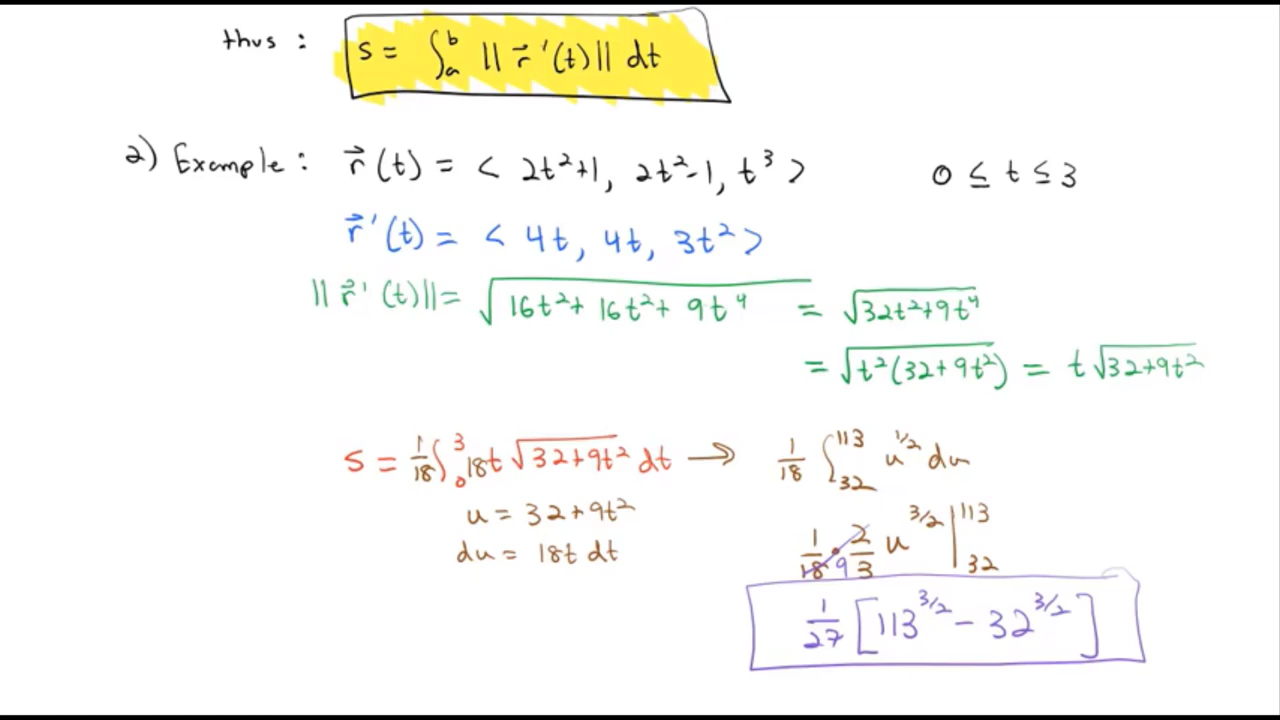 thus : s = ∫ₐᵇ || r⃗ '(t) || dt
2) Example : r⃗ (t) = < 2t²+1, 2t²-1, t³ > 0 ≤ t ≤ 3
r⃗ '(t) = < 4t, 4t, 3t² >
|| r⃗ '(t) || = √(16t² + 16t² + 9t⁴) = √(32t²+9t⁴)
= √(t²(32+9t²)) = t √(32+9t²)
s = 1/18 ∫₀³ 18t √(32+9t²) dt → 1/18 ∫₃₂¹¹³ u^(1/2) du
u = 32+9t²
du = 18t dt
1/18 9 · 2/3 u^(3/2) |₃₂¹¹³
1/27 [113^(3/2) - 32^(3/2)]